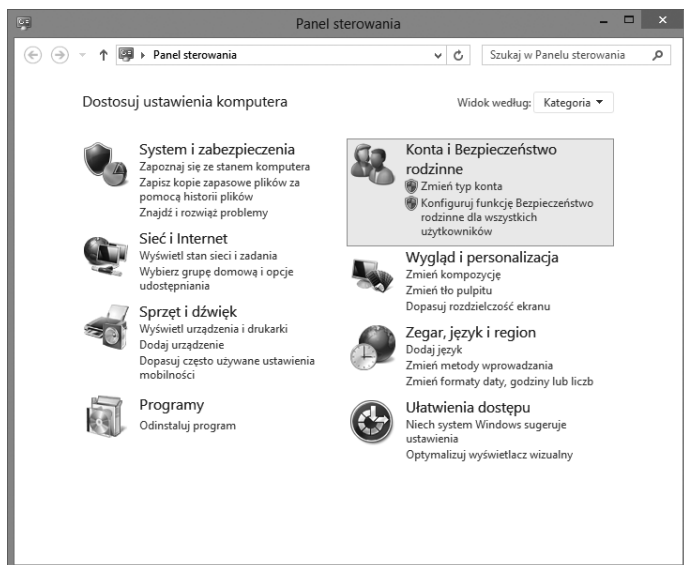 Panel sterowania
Panel sterowania
Szukaj w Panelu sterowania
Dostosuj ustawienia komputera
Widok według: Kategoria
System i zabezpieczenia
Zapoznaj się ze stanem komputera
Zapisz kopie zapasowe plików za
pomocą historii plików
Znajdź i rozwiąż problemy
Sieć i Internet
Wyświetl stan sieci i zadania
Wybierz grupę domową i opcje
udostępniania
Sprzęt i dźwięk
Wyświetl urządzenia i drukarki
Dodaj urządzenie
Dopasuj często używane ustawienia
mobilności
Programy
Odinstaluj program
Konta i Bezpieczeństwo
rodzinne
Zmień typ konta
Konfiguruj funkcję Bezpieczeństwo
rodzinne dla wszystkich
użytkowników
Wygląd i personalizacja
Zmień kompozycję
Zmień tło pulpitu
Dopasuj rozdzielczość ekranu
Zegar, język i region
Dodaj język
Zmień metody wprowadzania
Zmień formaty daty, godziny lub liczb
Ułatwienia dostępu
Niech system Windows sugeruje
ustawienia
Optymalizuj wyświetlacz wizualny